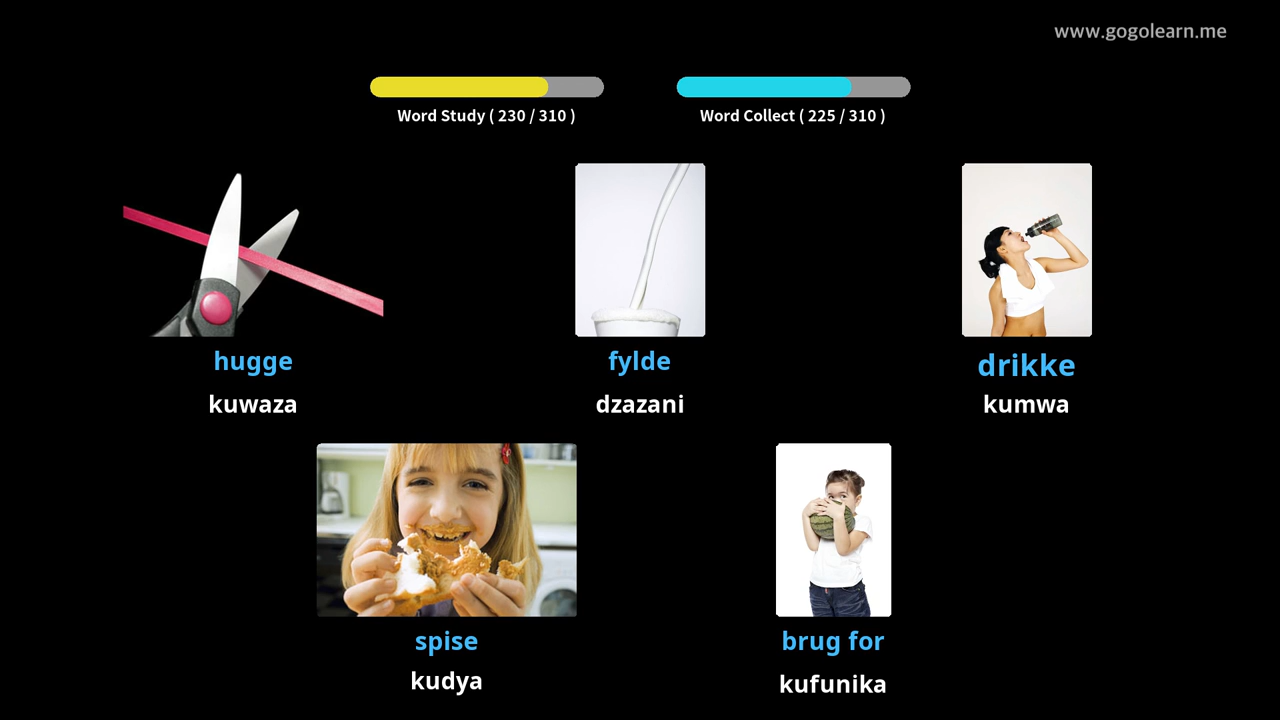 www.gogolearn.me
Word Study ( 230 / 310 )
Word Collect ( 225 / 310 )
hugge
kuwaza
fylde
dzazani
drikke
kumwa
spise
kudya
brug for
kufunika